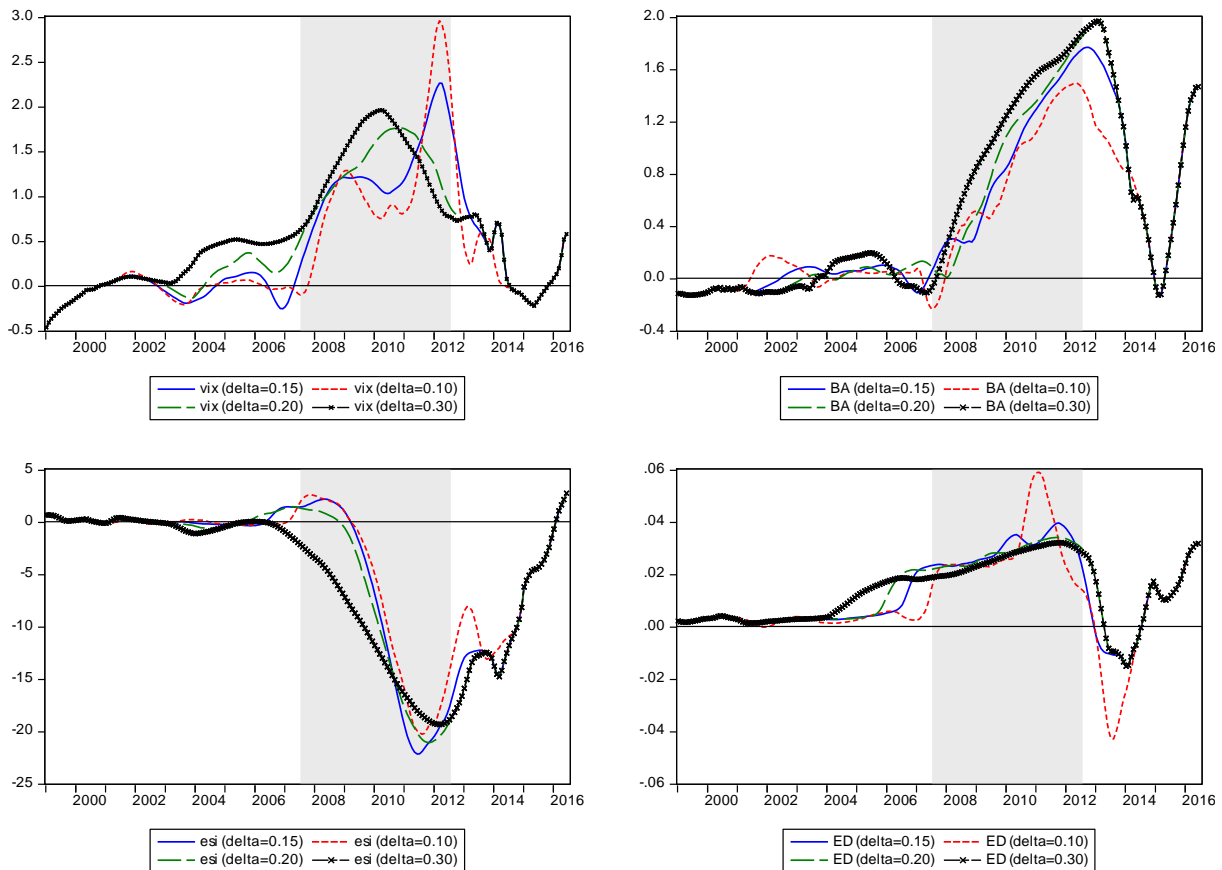 3.0
2.5
2.0
1.5
1.0
0.5
0.0
-0.5
2000 2002 2004 2006 2008 2010 2012 2014 2016
vix (delta=0.15) vix (delta=0.10)
vix (delta=0.20) vix (delta=0.30)
2.0
1.6
1.2
0.8
0.4
0.0
-0.4
2000 2002 2004 2006 2008 2010 2012 2014 2016
BA (delta=0.15) BA (delta=0.10)
BA (delta=0.20) BA (delta=0.30)
5
0
-5
-10
-15
-20
-25
2000 2002 2004 2006 2008 2010 2012 2014 2016
esi (delta=0.15) esi (delta=0.10)
esi (delta=0.20) esi (delta=0.30)
.06
.04
.02
.00
-.02
-.04
-.06
2000 2002 2004 2006 2008 2010 2012 2014 2016
ED (delta=0.15) ED (delta=0.10)
ED (delta=0.20) ED (delta=0.30)